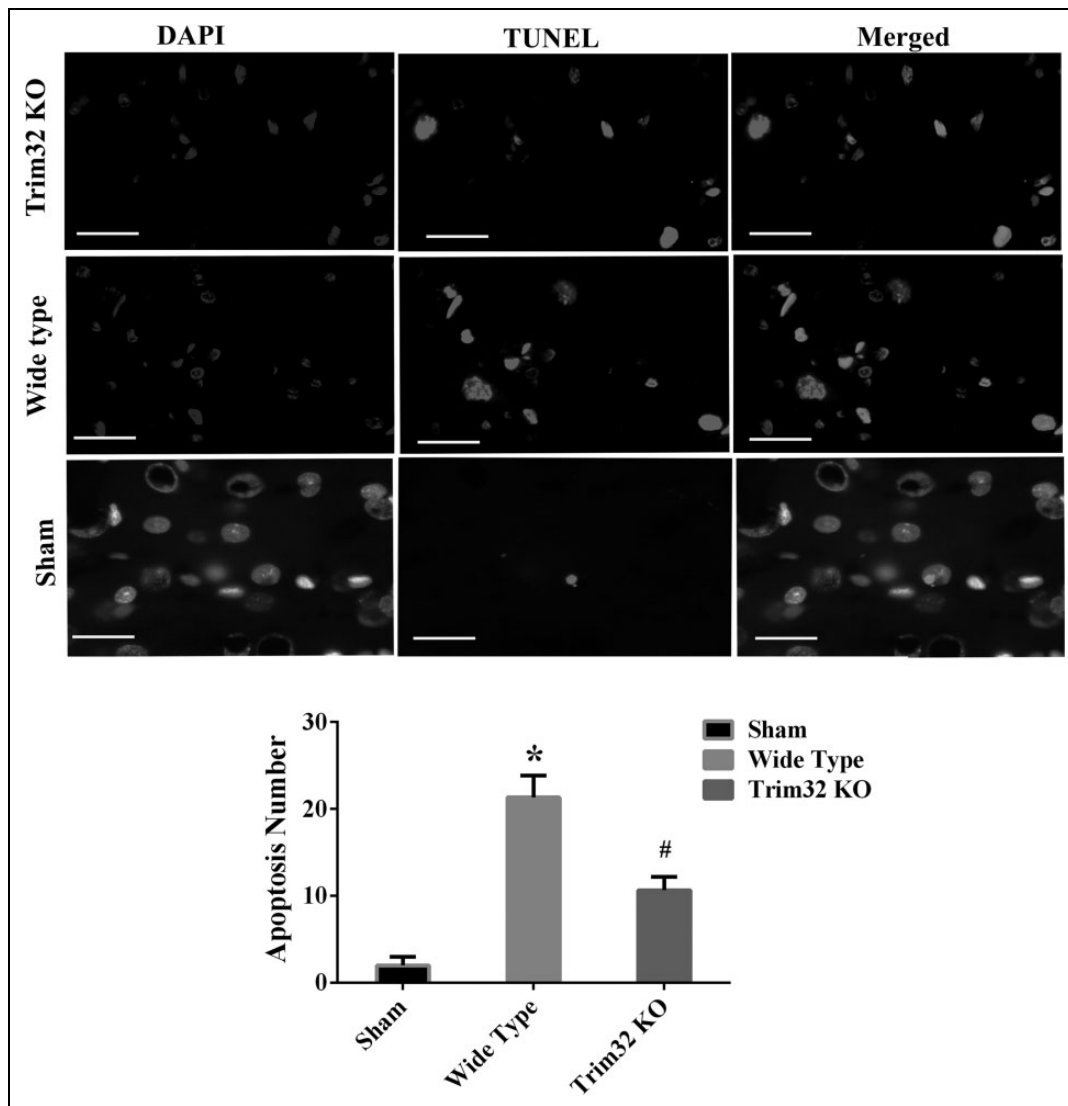 DAPI TUNEL Merged
Trim32 KO
Wide type
Sham
30
20
10
0
Apoptosis Number
*
#
Sham
Wide Type
Trim32 KO
Sham
Wide Type
Trim32 KO